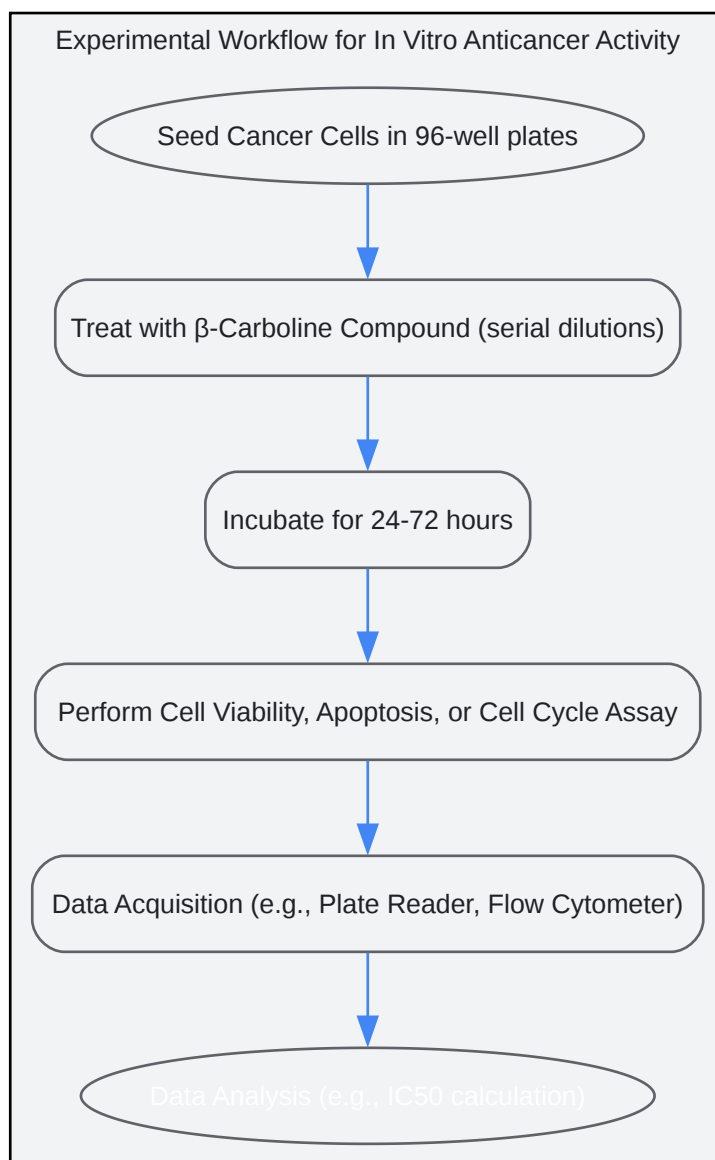 Experimental Workflow for In Vitro Anticancer Activity
Seed Cancer Cells in 96-well plates
Treat with β-Carboline Compound (serial dilutions)
Incubate for 24-72 hours
Perform Cell Viability, Apoptosis, or Cell Cycle Assay
Data Acquisition (e.g., Plate Reader, Flow Cytometer)
Data Analysis (e.g., IC50 calculation)